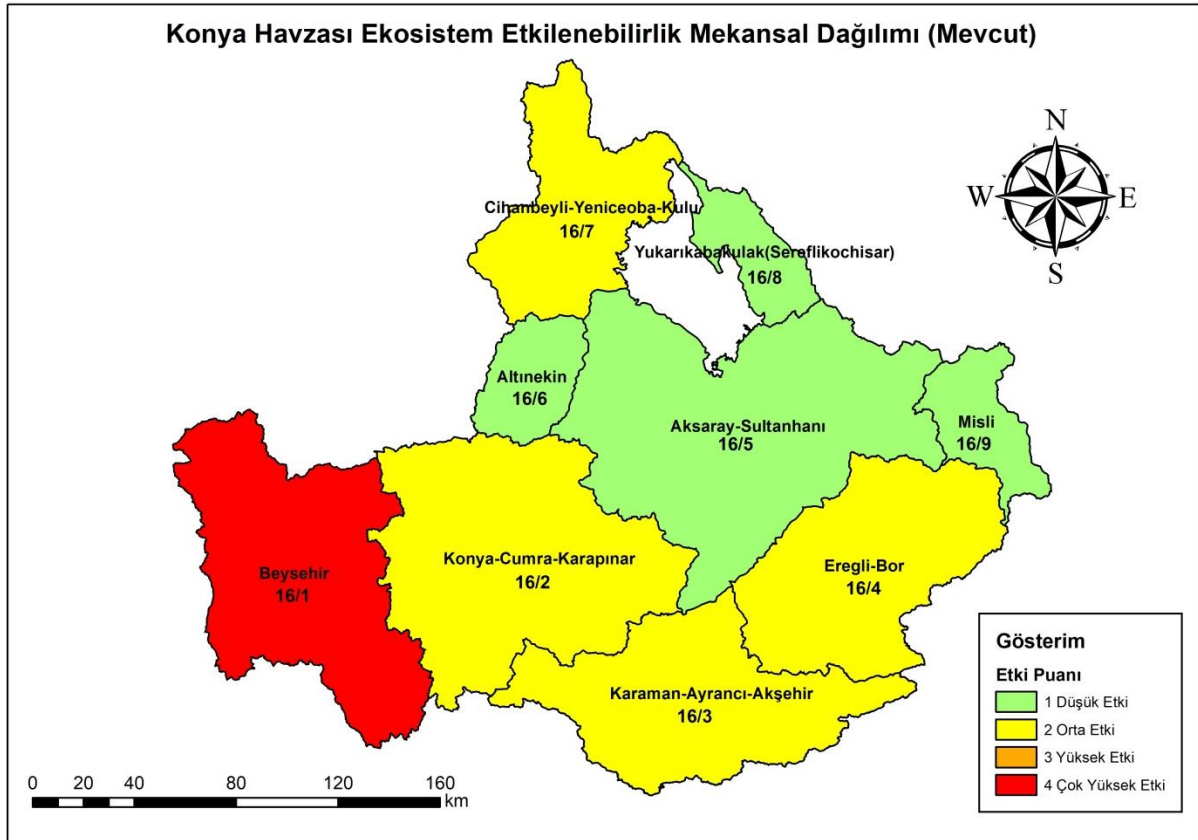 Konya Havzası Ekosistem Etkilenebilirlik Mekansal Dağılımı (Mevcut)
N
W
E
S
Cihanbeyli-Yeniceoba-Kulu
16/7
Yukarıkabakulak(Sereflikochisar)
16/8
Altınekin
16/6
Aksaray-Sultanhanı
16/5
Misli
16/9
Beysehir
16/1
Konya-Cumra-Karapınar
16/2
Eregli-Bor
16/4
Karaman-Ayrancı-Akşehir
16/3
Gösterim
Etki Puanı
1 Düşük Etki
2 Orta Etki
3 Yüksek Etki
4 Çok Yüksek Etki
0 20 40 80 120 160
km